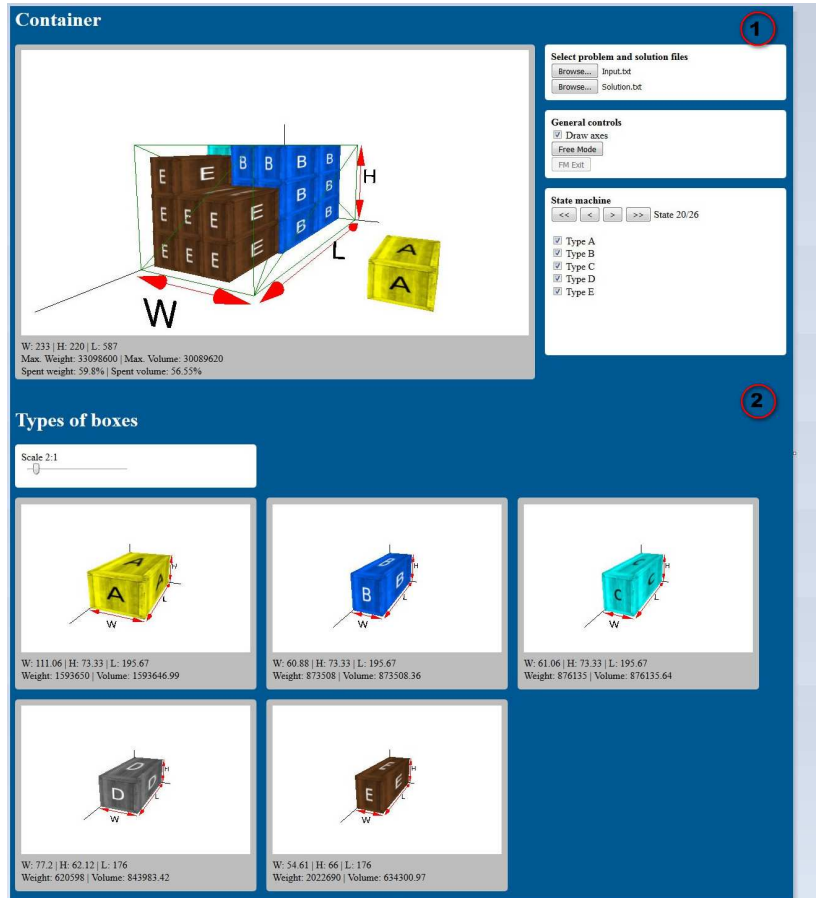 Container
1
Select problem and solution files
Browse... Input.txt
Browse... Solution.txt
General controls
Draw axes
Free Mode
FM Exit
State machine
<< < > >> State 20/26
Type A
Type B
Type C
Type D
Type E
E E B B B B
E E E E B B
E E E E B B
H
L
W
A
A
W: 233 | H: 220 | L: 587
Max. Weight: 33098600 | Max. Volume: 30089620
Spent weight: 59.8% | Spent volume: 56.55%
2
Types of boxes
Scale 2:1
A A A
H
L
W
W: 111.06 | H: 73.33 | L: 195.67
Weight: 1593650 | Volume: 1593646.99
B B B
H
L
W
W: 60.88 | H: 73.33 | L: 195.67
Weight: 873508 | Volume: 873508.36
C C C
H
L
W
W: 61.06 | H: 73.33 | L: 195.67
Weight: 876135 | Volume: 876135.64
D D D
H
L
W
W: 77.2 | H: 62.12 | L: 176
Weight: 620598 | Volume: 843983.42
E E E
H
L
W
W: 54.61 | H: 66 | L: 176
Weight: 2022690 | Volume: 634300.97